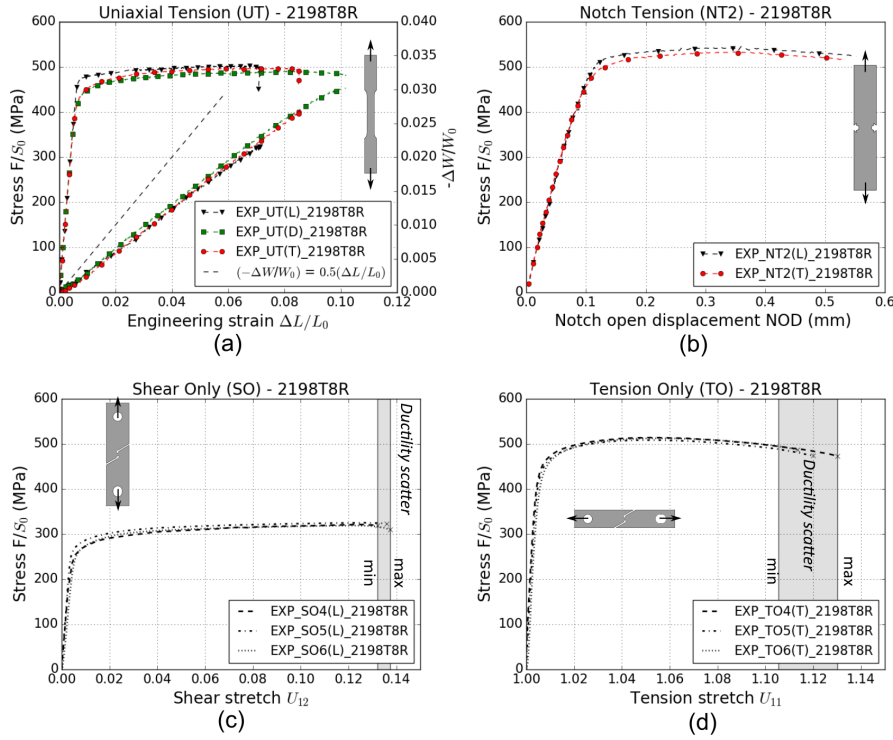 Uniaxial Tension (UT) - 2198T8R
600
500
400
300
200
100
0
Stress F/S₀ (MPa)
0.040
0.035
0.030
0.025
0.020
0.015
0.010
0.005
0.000
-ΔW/W₀
EXP_UT(L)_2198T8R
EXP_UT(D)_2198T8R
EXP_UT(T)_2198T8R
(−ΔW/W₀) = 0.5(ΔL/L₀)
0.00 0.02 0.04 0.06 0.08 0.10 0.12
Engineering strain ΔL/L₀
(a)
Notch Tension (NT2) - 2198T8R
600
500
400
300
200
100
0
Stress F/S₀ (MPa)
EXP_NT2(L)_2198T8R
EXP_NT2(T)_2198T8R
0.0 0.1 0.2 0.3 0.4 0.5 0.6
Notch open displacement NOD (mm)
(b)
Shear Only (SO) - 2198T8R
600
500
400
300
200
100
0
Stress F/S₀ (MPa)
Ductility scatter
min
max
EXP_SO4(L)_2198T8R
EXP_SO5(L)_2198T8R
EXP_SO6(L)_2198T8R
0.00 0.02 0.04 0.06 0.08 0.10 0.12 0.14
Shear stretch U₁₂
(c)
Tension Only (TO) - 2198T8R
600
500
400
300
200
100
0
Stress F/S₀ (MPa)
Ductility scatter
min
max
EXP_TO4(T)_2198T8R
EXP_TO5(T)_2198T8R
EXP_TO6(T)_2198T8R
1.00 1.02 1.04 1.06 1.08 1.10 1.12 1.14
Tension stretch U₁₁
(d)